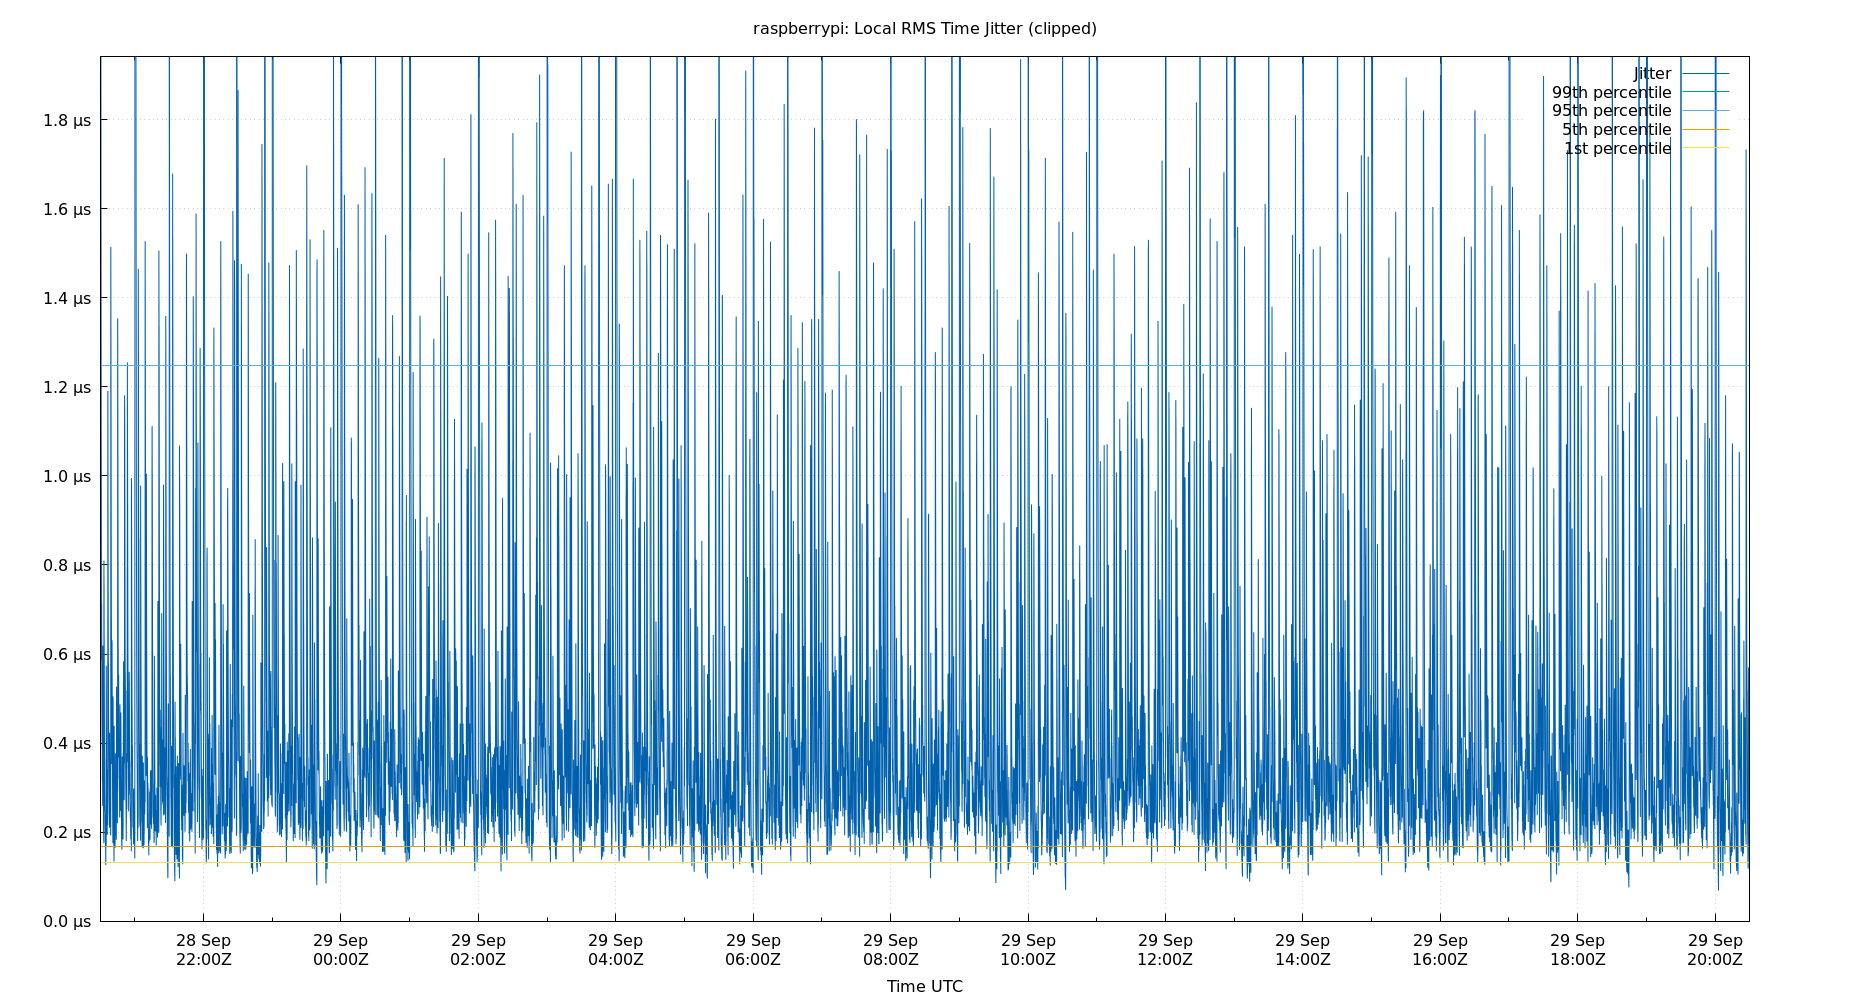 raspberrypi: Local RMS Time Jitter (clipped)
Jitter
99th percentile
95th percentile
5th percentile
1st percentile
1.8 µs
1.6 µs
1.4 µs
1.2 µs
1.0 µs
0.8 µs
0.6 µs
0.4 µs
0.2 µs
0.0 µs
28 Sep 29 Sep 29 Sep 29 Sep 29 Sep 29 Sep 29 Sep 29 Sep 29 Sep 29 Sep 29 Sep 29 Sep
22:00Z 00:00Z 02:00Z 04:00Z 06:00Z 08:00Z 10:00Z 12:00Z 14:00Z 16:00Z 18:00Z 20:00Z
Time UTC